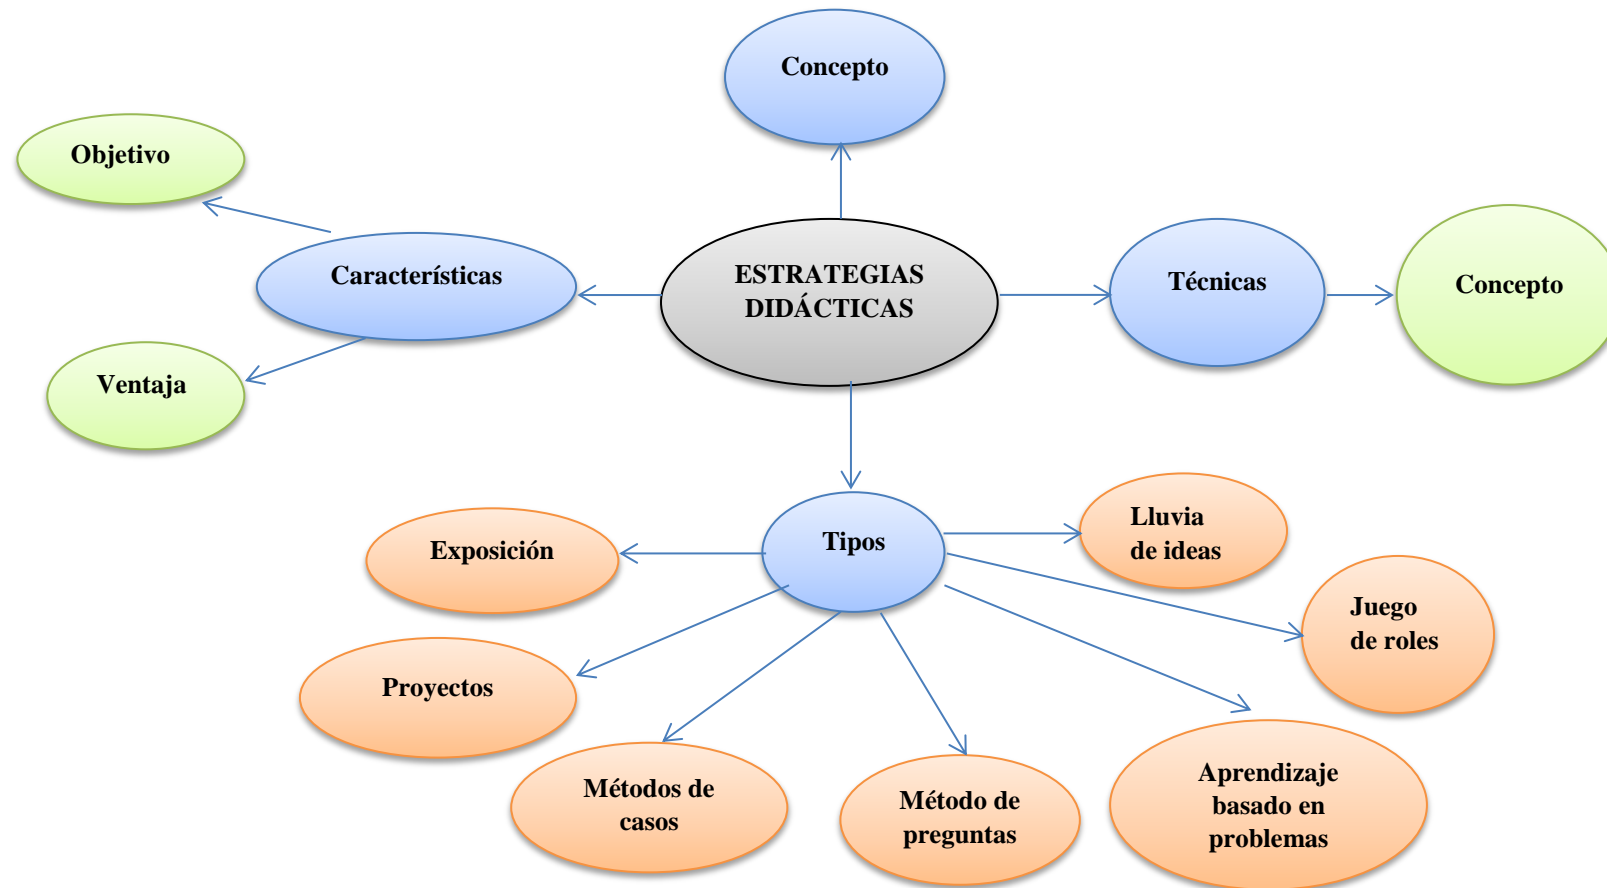 Concepto
Objetivo
Características
ESTRATEGIAS
DIDÁCTICAS
Técnicas
Concepto
Ventaja
Tipos
Lluvia
de ideas
Exposición
Juego
de roles
Proyectos
Métodos de
casos
Método de
preguntas
Aprendizaje
basado en
problemas